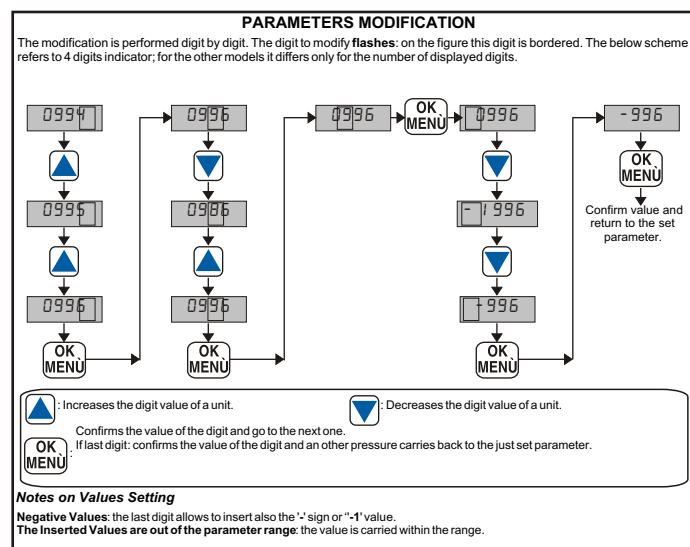 PARAMETERS MODIFICATION
The modification is performed digit by digit. The digit to modify flashes: on the figure this digit is bordered. The below scheme
refers to 4 digits indicator; for the other models it differs only for the number of displayed digits.
0994
0996
0996
OK
MENÙ
0996
-996
OK
MENÙ
0995
0986
-1996
Confirm value and
return to the set
parameter.
0996
0996
-996
OK
MENÙ
OK
MENÙ
OK
MENÙ
: Increases the digit value of a unit.
: Decreases the digit value of a unit.
Confirms the value of the digit and go to the next one.
OK
MENÙ
:
If last digit: confirms the value of the digit and an other pressure carries back to the just set parameter.
Notes on Values Setting
Negative Values: the last digit allows to insert also the '-' sign or "-1' value.
The Inserted Values are out of the parameter range: the value is carried within the range.